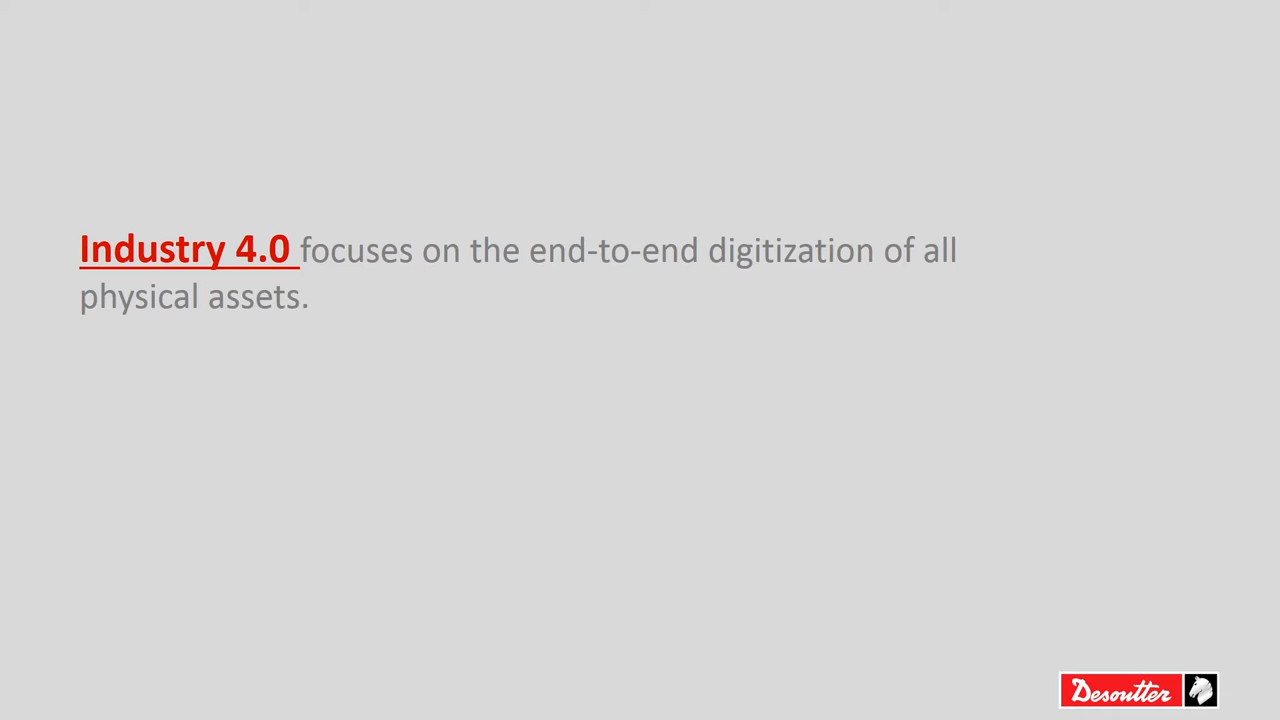 Industry 4.0 focuses on the end-to-end digitization of all
physical assets.
Desoutter